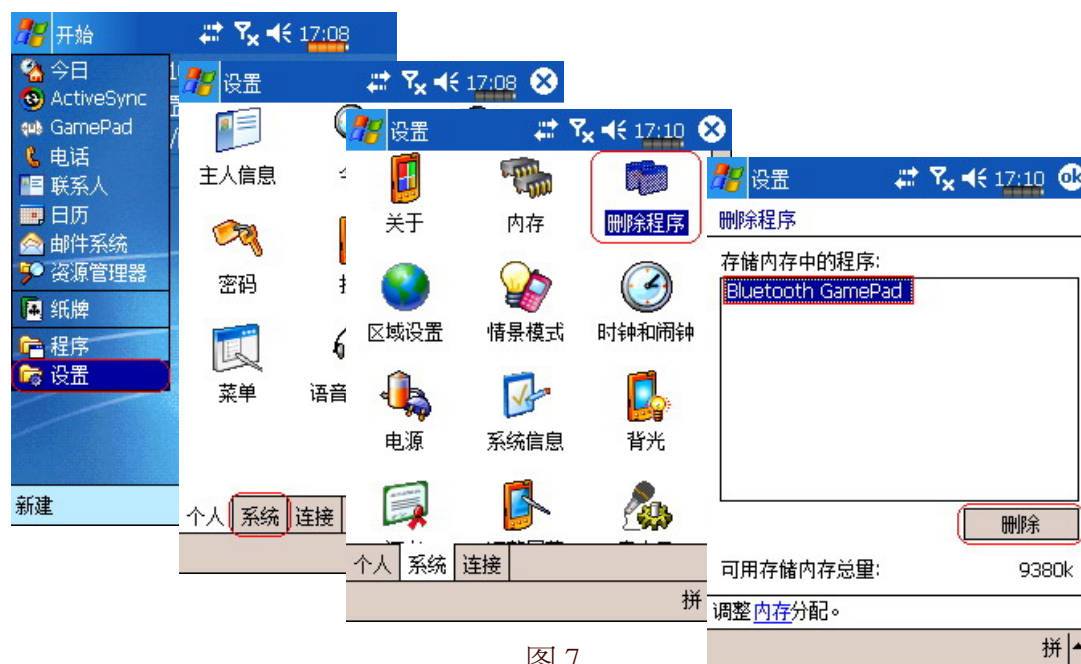 开始 17:08
今日
ActiveSync
GamePad
电话
联系人
日历
邮件系统
资源管理器
纸牌
程序
设置
新建
设置 17:08
主人信息
密码
菜单 语音
个人 系统 连接
设置 17:10
关于 内存 删除程序
区域设置 情景模式 时钟和闹钟
电源 系统信息 背光
个人 系统 连接
拼
设置 17:10 ok
删除程序
存储内存中的程序:
Bluetooth GamePad
删除
可用存储内存总量: 9380k
调整内存分配。
拼
图 7